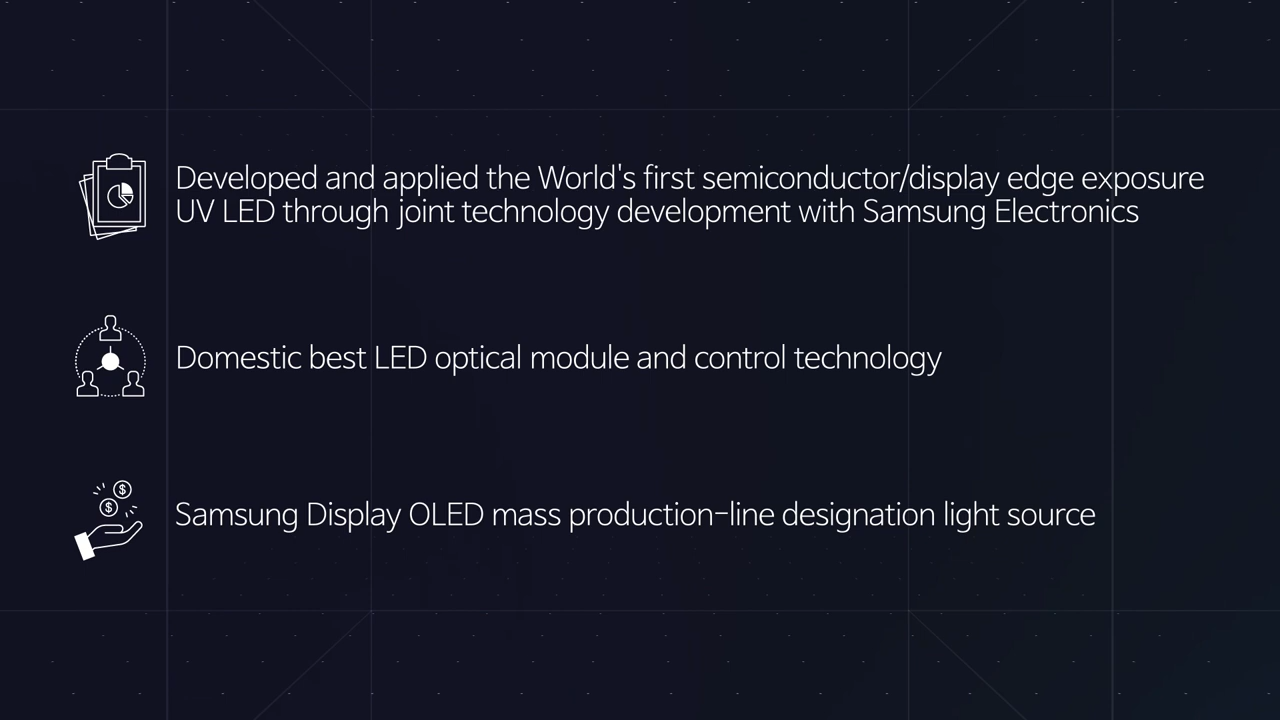 Developed and applied the World's first semiconductor/display edge exposure
UV LED through joint technology development with Samsung Electronics
Domestic best LED optical module and control technology
Samsung Display OLED mass production-line designation light source